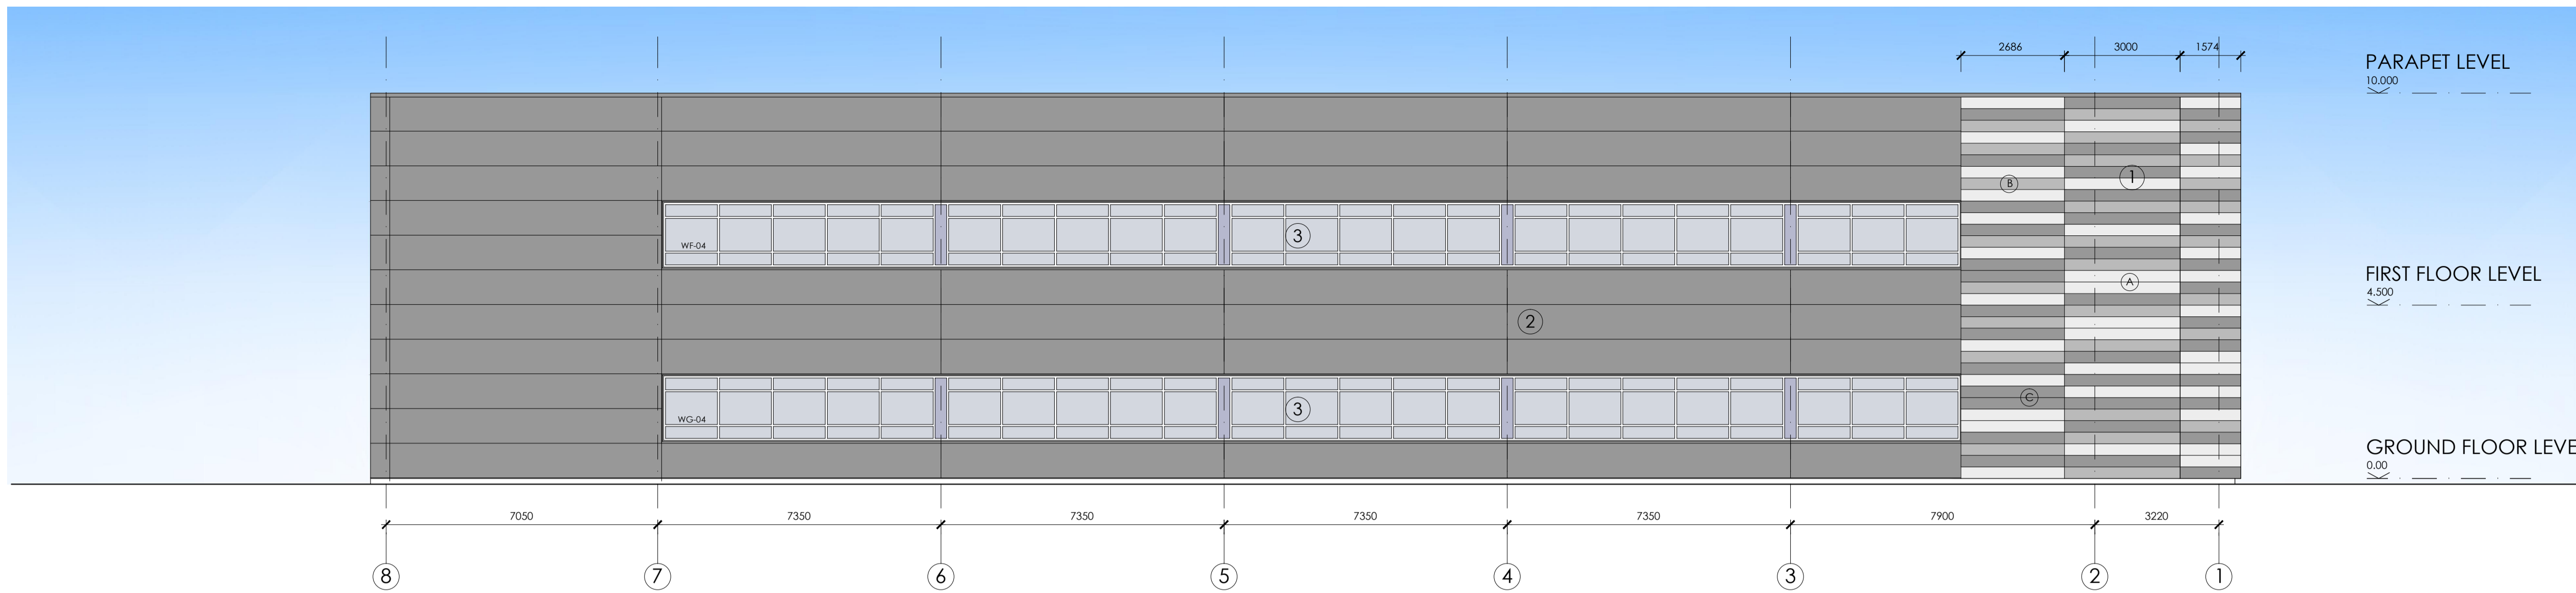 2686 3000 1574
PARAPET LEVEL
10.000
B
1
WF-04
3
A
FIRST FLOOR LEVEL
4.500
2
WG-04
3
C
GROUND FLOOR LEVE
0.00
7050 7350 7350 7350 7350 7900 3220
8 7 6 5 4 3 2 1